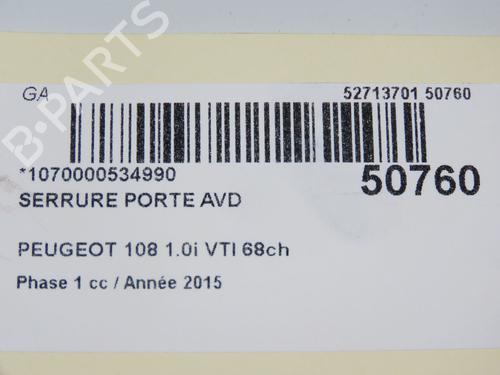 B-PARTS
GA 52713701 50760
*1070000534990 50760
SERRURE PORTE AVD
PEUGEOT 108 1.0i VTI 68ch
Phase 1 cc / Année 2015